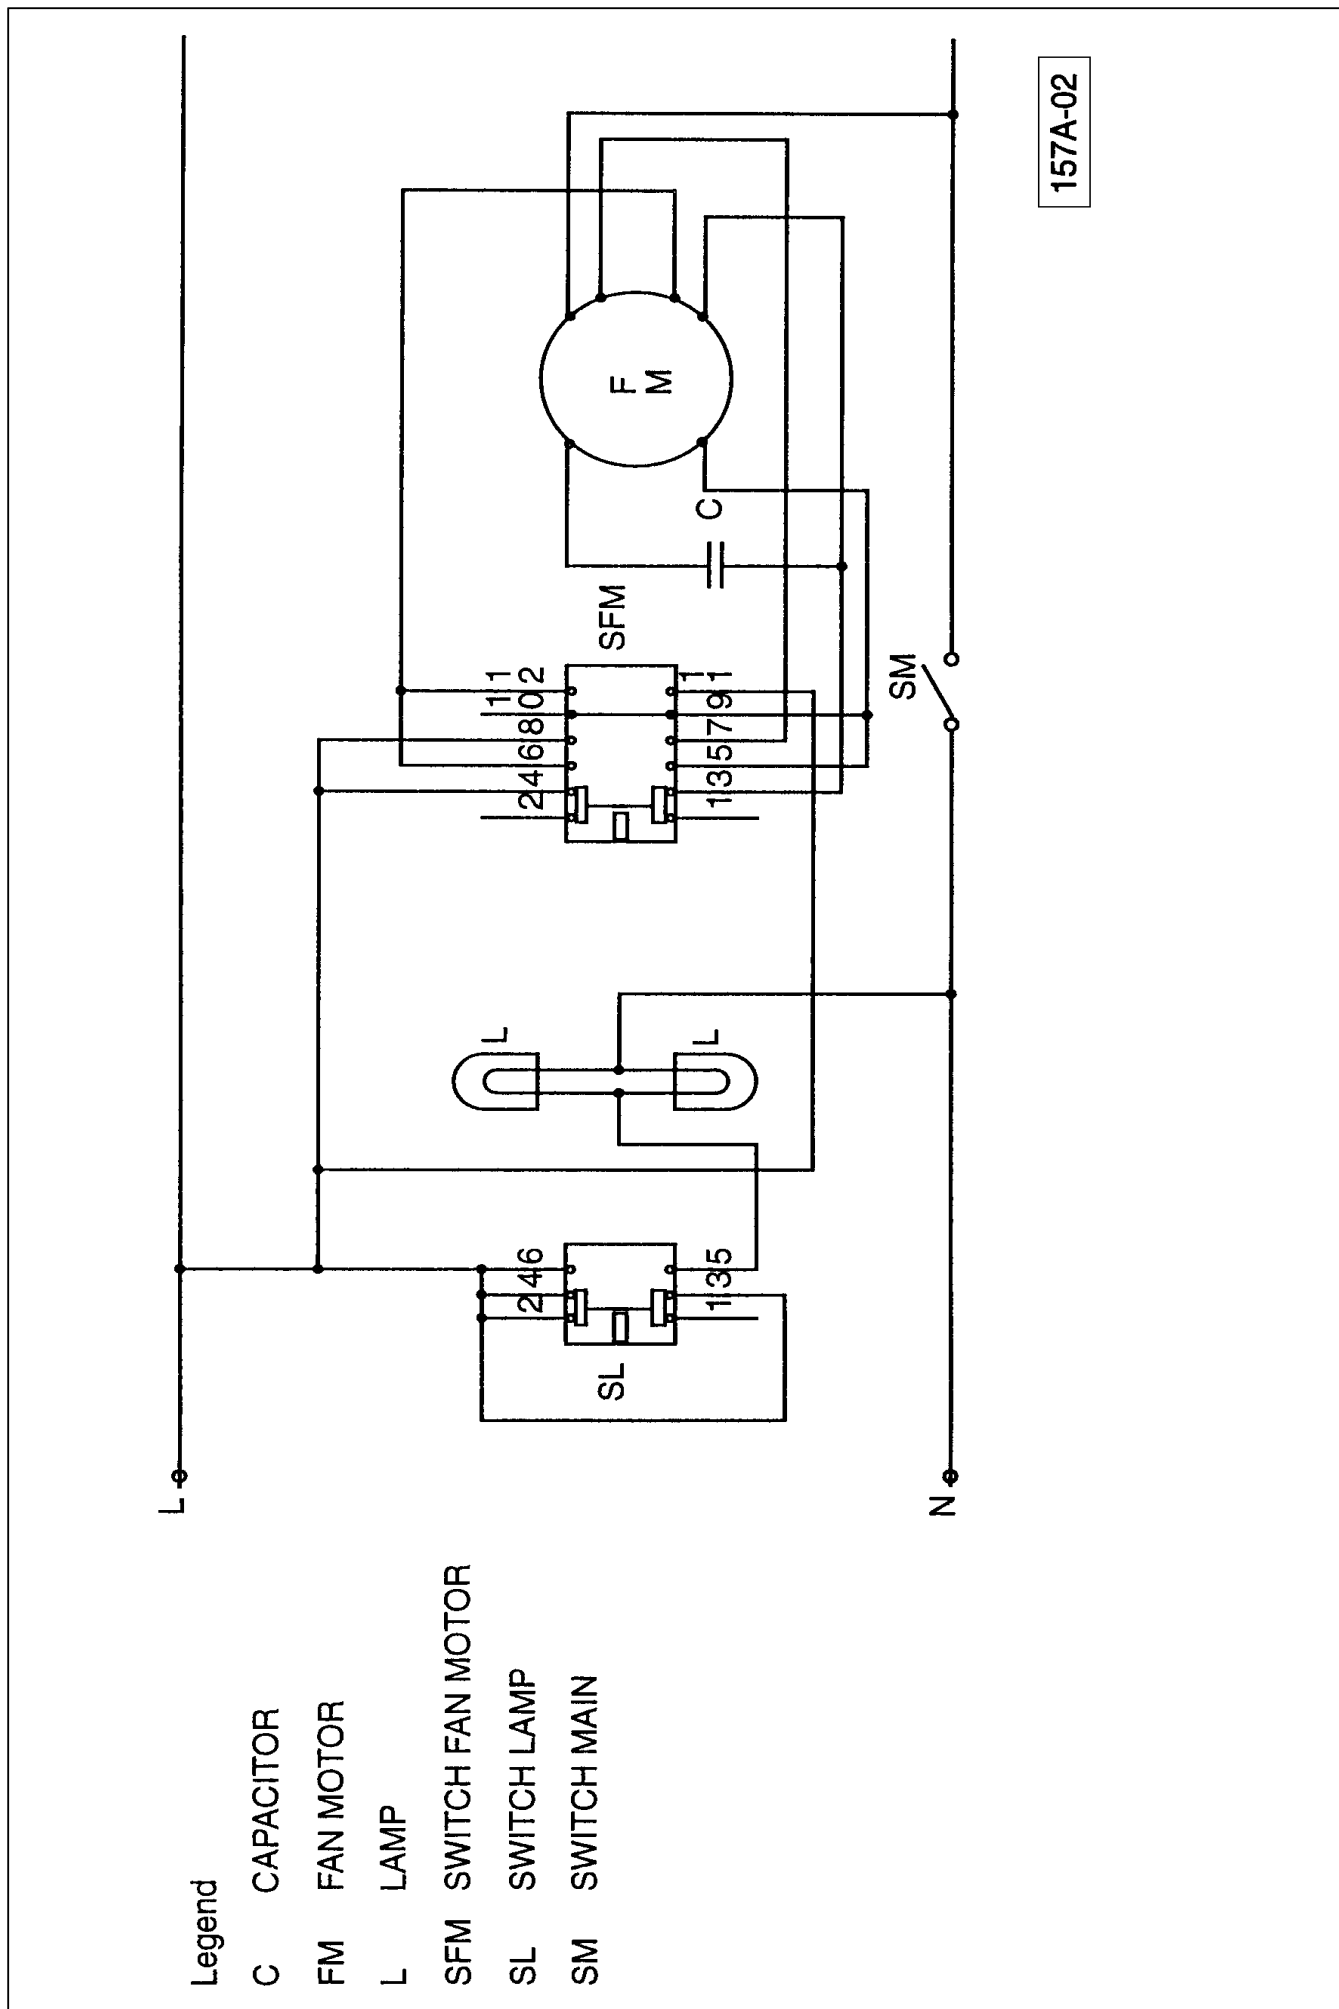 157A-02
L
N
F
M
C
SFM
2 4 6 8 10 12
1 3 5 7 9 11
SM
L
L
2 4 6
1 3 5
SL
Legend
C CAPACITOR
FM FAN MOTOR
L LAMP
SFM SWITCH FAN MOTOR
SL SWITCH LAMP
SM SWITCH MAIN